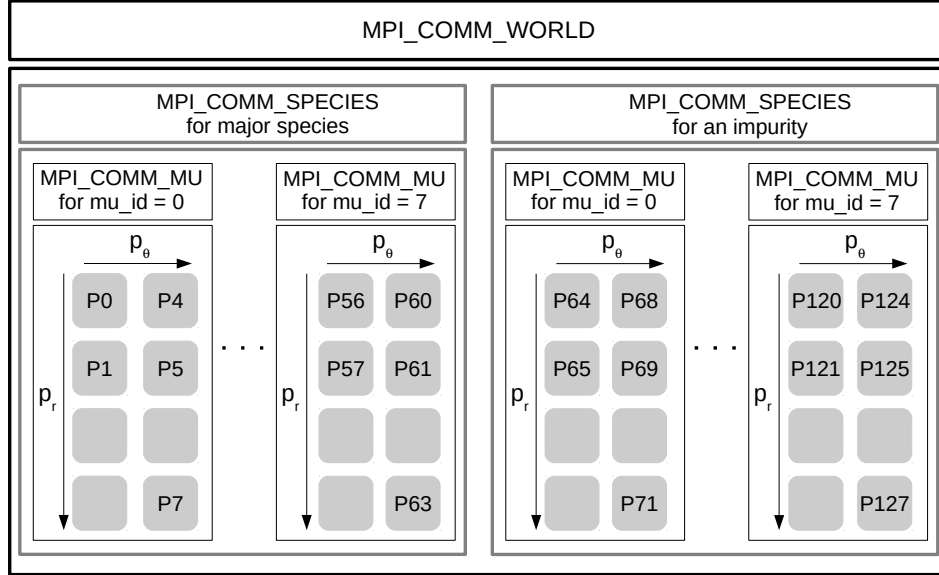 MPI_COMM_WORLD
MPI_COMM_SPECIES
for major species
MPI_COMM_SPECIES
for an impurity
MPI_COMM_MU
for mu_id = 0
MPI_COMM_MU
for mu_id = 7
MPI_COMM_MU
for mu_id = 0
MPI_COMM_MU
for mu_id = 7
pθ
pθ
pθ
pθ
P0 P4
P56 P60
P64 P68
P120 P124
P1 P5
. . .
P57 P61
P65 P69
. . .
P121 P125
pr
pr
pr
pr
P7
P63
P71
P127